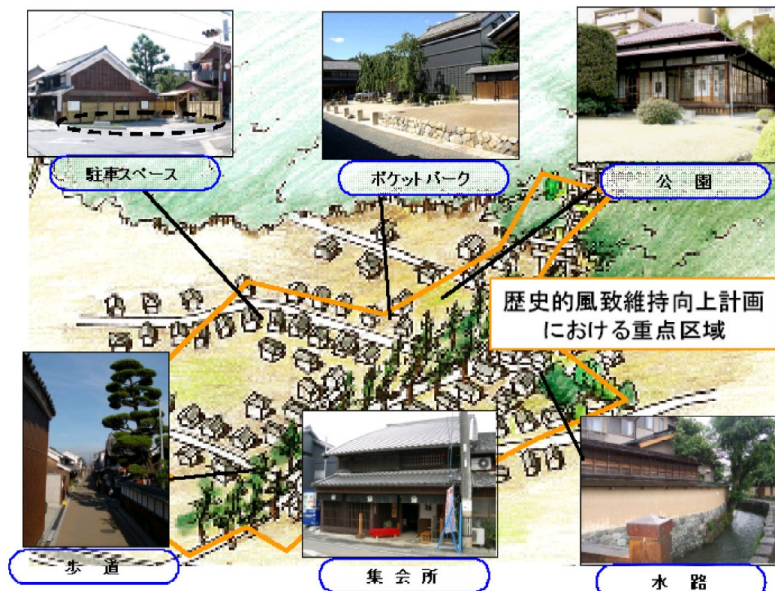 駐車スペース
ポケットパーク
公園
歴史的風致維持向上計画
における重点区域
歩道
集会所
水路